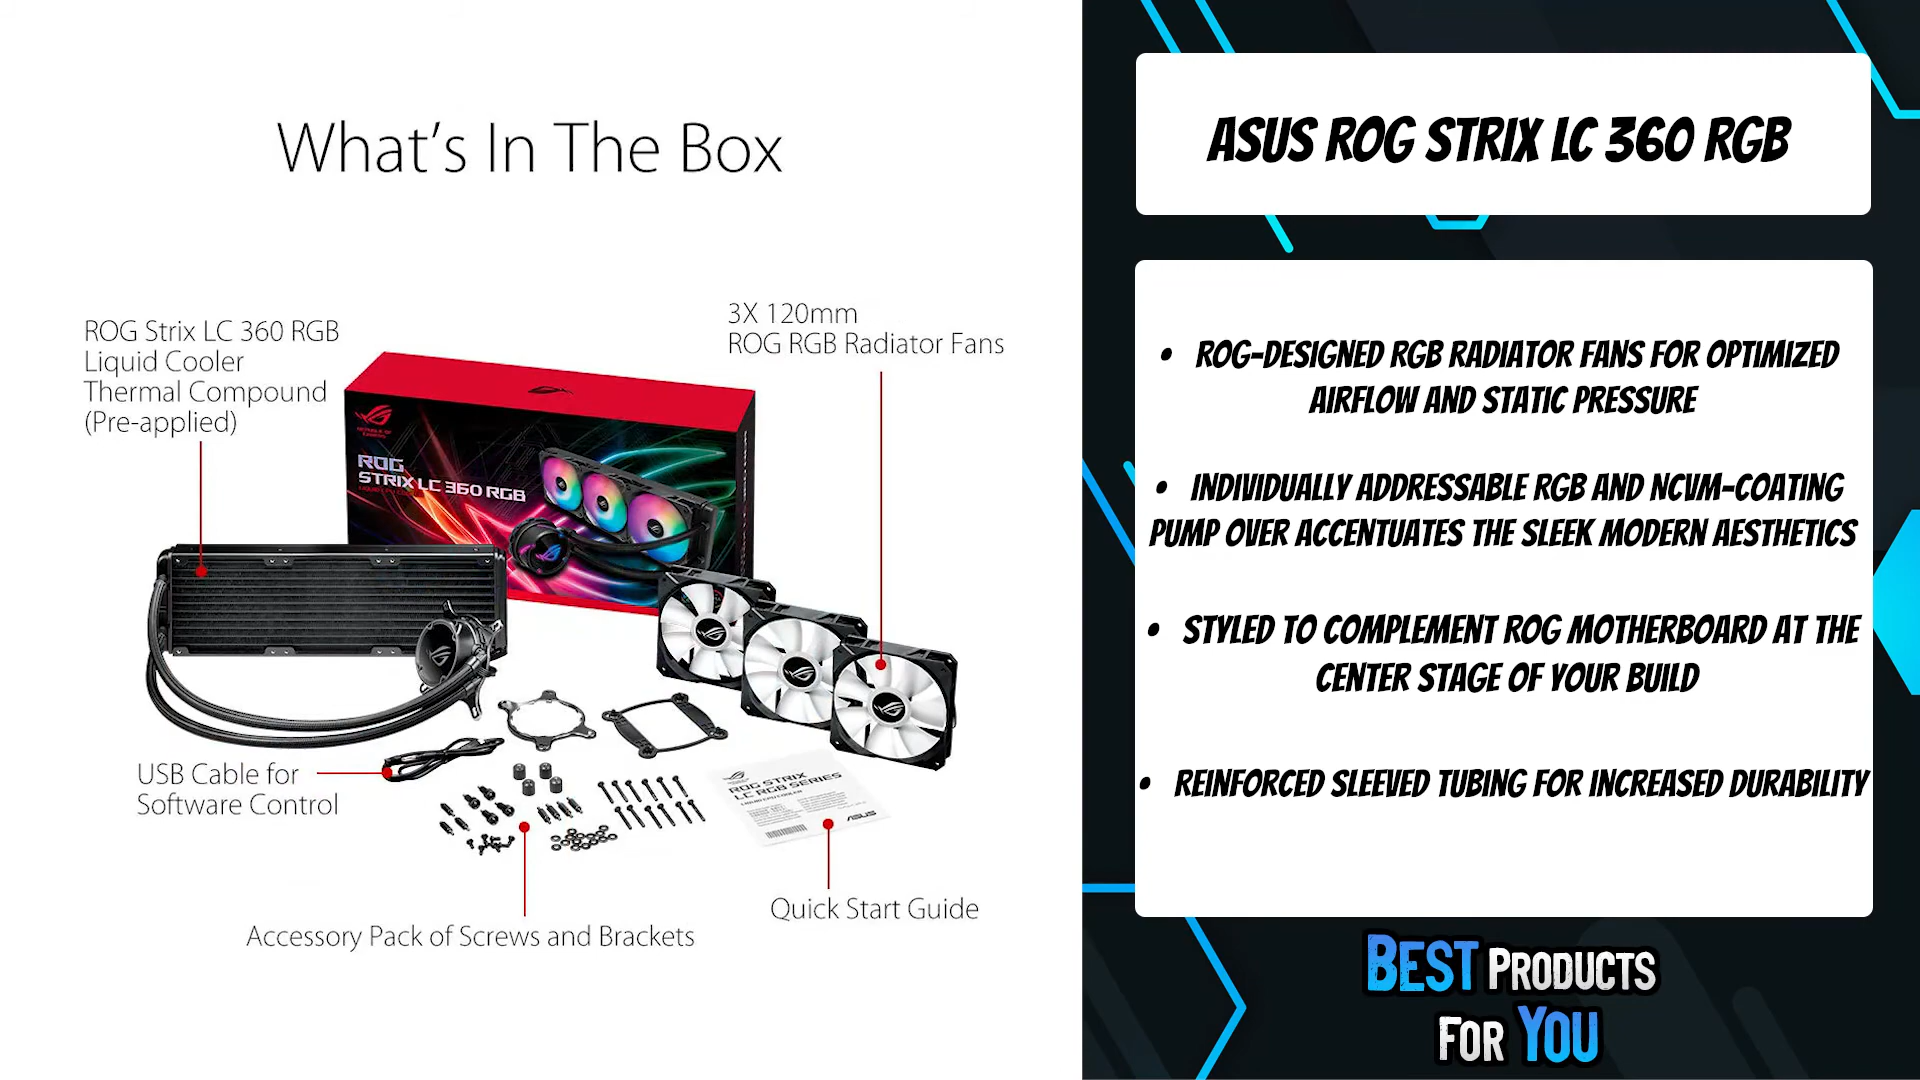 What's In The Box
ROG Strix LC 360 RGB
Liquid Cooler
Thermal Compound
(Pre-applied)
3X 120mm
ROG RGB Radiator Fans
ROG
STRIX LC 360 RGB
USB Cable for
Software Control
ROG STRIX
LC RGB SERIES
LIQUID CPU COOLER
ASUS
Accessory Pack of Screws and Brackets
Quick Start Guide
ASUS ROG STRIX LC 360 RGB
• ROG-DESIGNED RGB RADIATOR FANS FOR OPTIMIZED
AIRFLOW AND STATIC PRESSURE
• INDIVIDUALLY ADDRESSABLE RGB AND NCVM-COATING
PUMP OVER ACCENTUATES THE SLEEK MODERN AESTHETICS
• STYLED TO COMPLEMENT ROG MOTHERBOARD AT THE
CENTER STAGE OF YOUR BUILD
• REINFORCED SLEEVED TUBING FOR INCREASED DURABILITY
BEST PRODUCTS
FOR YOU